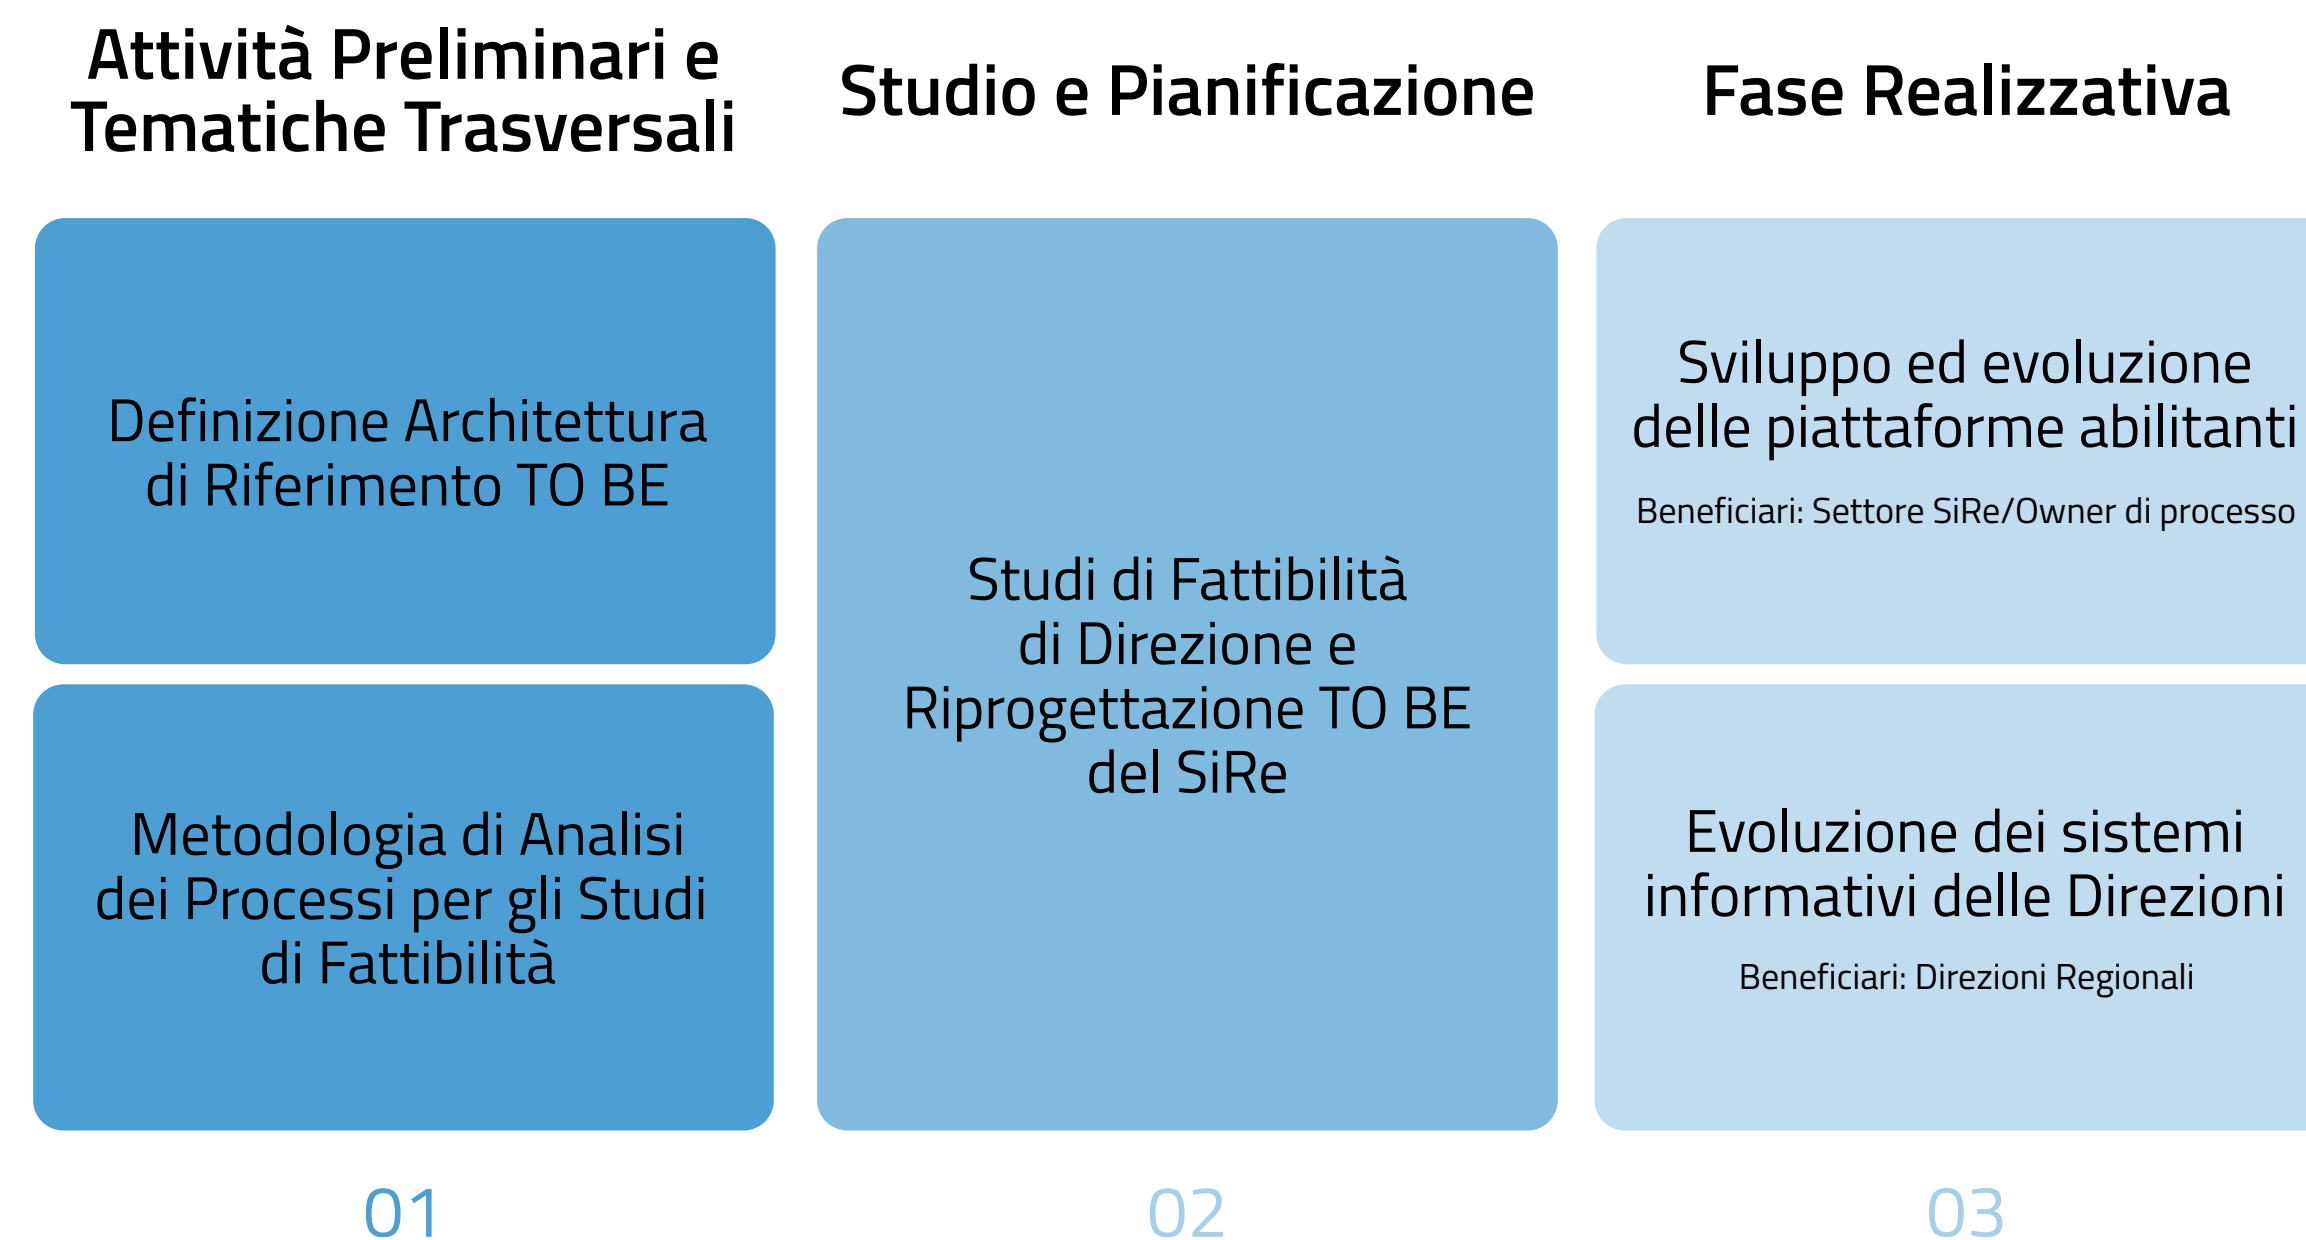 Attività Preliminari e
Tematiche Trasversali
Definizione Architettura
di Riferimento TO BE
Metodologia di Analisi
dei Processi per gli Studi
di Fattibilità
01
Studio e Pianificazione
Studi di Fattibilità
di Direzione e
Riprogettazione TO BE
del SiRe
02
Fase Realizzativa
Sviluppo ed evoluzione
delle piattaforme abilitanti
Beneficiari: Settore SiRe/Owner di processo
Evoluzione dei sistemi
informativi delle Direzioni
Beneficiari: Direzioni Regionali
03